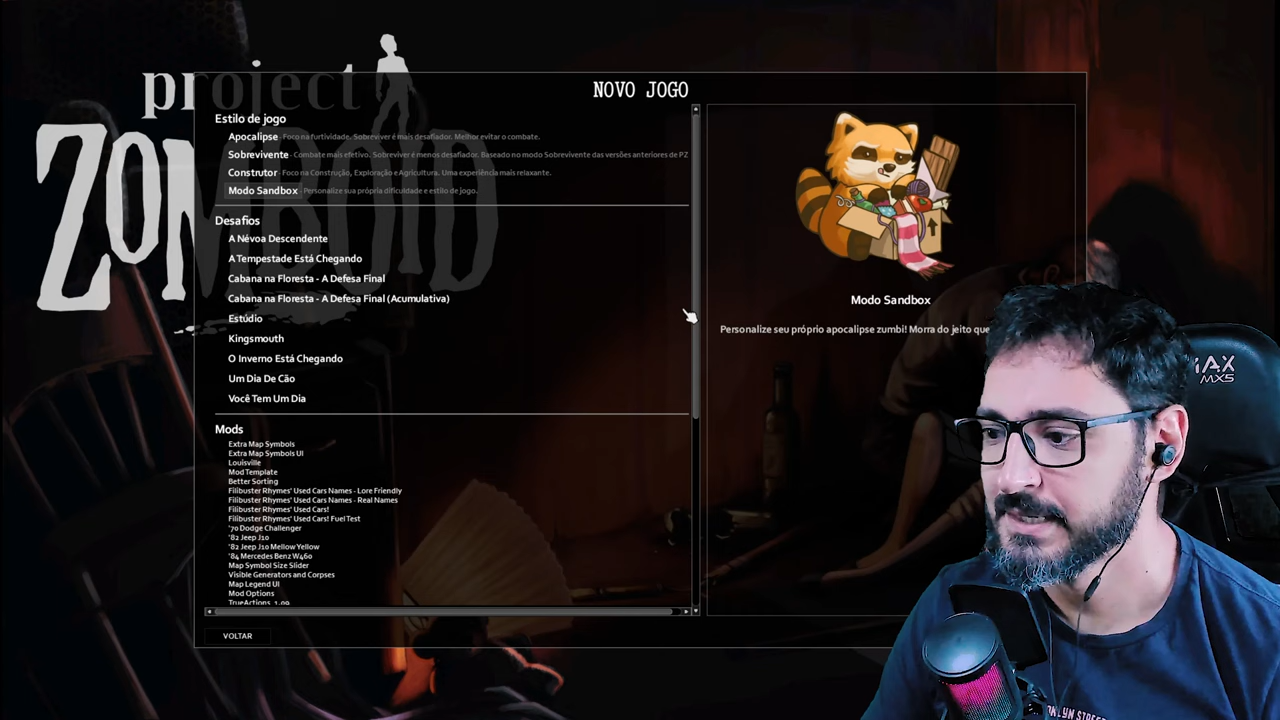 project
ZOMBOID
NOVO JOGO
Estilo de jogo
Apocalipse - Foco na furtividade. Sobreviver é mais desafiador. Melhor evitar o combate.
Sobrevivente - Combate mais efetivo. Sobreviver é menos desafiador. Baseado no modo Sobrevivente das versões anteriores de PZ
Construtor - Foco na Construção, Exploração e Agricultura. Uma experiência mais relaxante.
Modo Sandbox - Personalize sua própria dificuldade e estilo de jogo.
Desafios
A Névoa Descendente
A Tempestade Está Chegando
Cabana na Floresta - A Defesa Final
Cabana na Floresta - A Defesa Final (Acumulativa)
Estúdio
Kingsmouth
O Inverno Está Chegando
Um Dia De Cão
Você Tem Um Dia
Mods
Extra Map Symbols
Extra Map Symbols UI
Louisville
Mod Template
Better Sorting
Filibuster Rhymes' Used Cars Names - Lore Friendly
Filibuster Rhymes' Used Cars Names - Real Names
Filibuster Rhymes' Used Cars!
Filibuster Rhymes' Used Cars! Fuel Test
'70 Dodge Challenger
'82 Jeep J10
'82 Jeep J10 Mellow Yellow
'84 Mercedes Benz W460
Map Symbol Size Slider
Visible Generators and Corpses
Map Legend UI
Mod Options
TrueActions_1.09
VOLTAR
Modo Sandbox
Personalize seu próprio apocalipse zumbi! Morra do jeito que
MAX
MX5
KLYN STREET